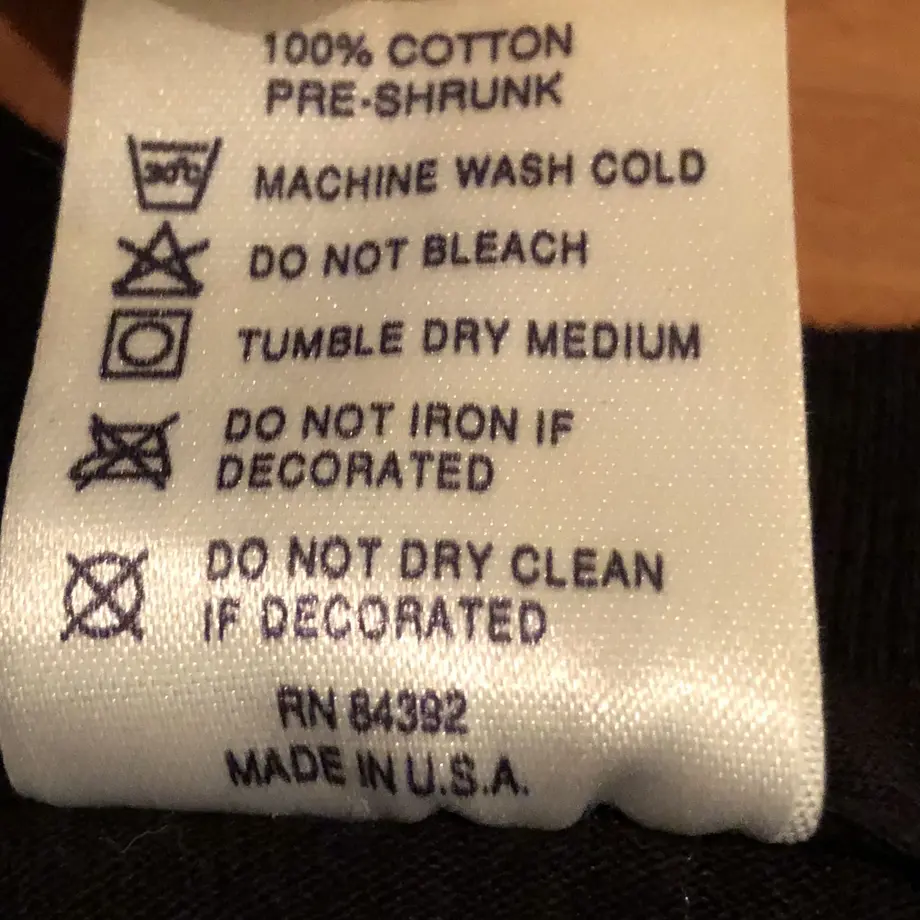 100% COTTON
PRE-SHRUNK
30°C MACHINE WASH COLD
DO NOT BLEACH
TUMBLE DRY MEDIUM
DO NOT IRON IF
DECORATED
DO NOT DRY CLEAN
IF DECORATED
RN 84392
MADE IN U.S.A.